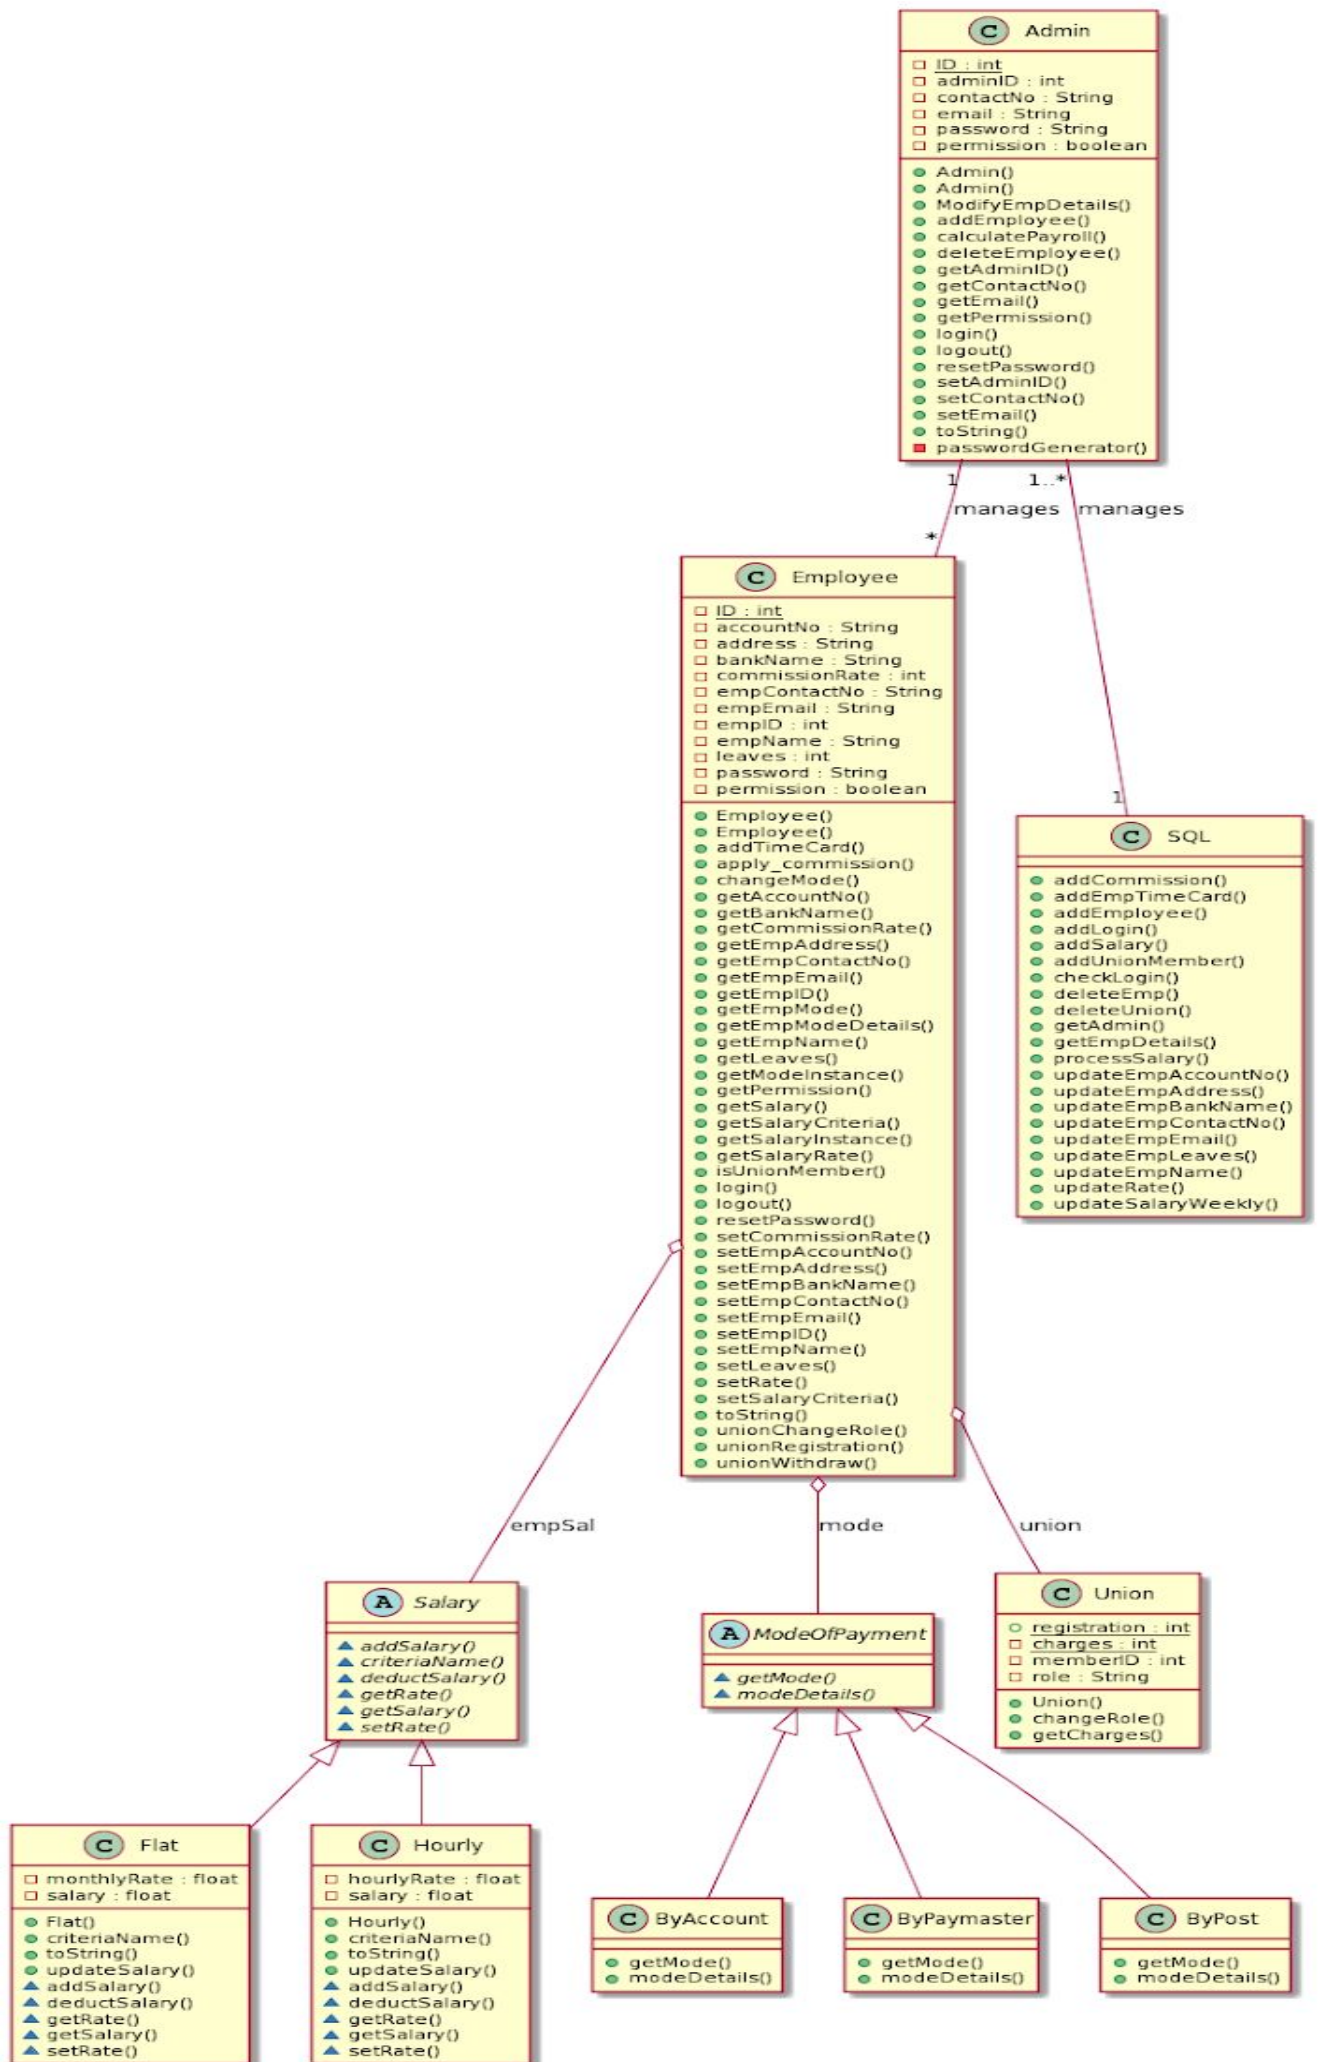 C Admin
ID : int
adminID : int
contactNo : String
email : String
password : String
permission : boolean
Admin()
Admin()
ModifyEmpDetails()
addEmployee()
calculatePayroll()
deleteEmployee()
getAdminID()
getContactNo()
getEmail()
getPermission()
login()
logout()
resetPassword()
setAdminID()
setContactNo()
setEmail()
toString()
passwordGenerator()
1 1..*
manages manages
*
C Employee
ID : int
accountNo : String
address : String
bankName : String
commissionRate : int
empContactNo : String
empEmail : String
empID : int
empName : String
leaves : int
password : String
permission : boolean
Employee()
Employee()
addTimeCard()
apply_commission()
changeMode()
getAccountNo()
getBankName()
getCommissionRate()
getEmpAddress()
getEmpContactNo()
getEmpEmail()
getEmpID()
getEmpMode()
getEmpModeDetails()
getEmpName()
getLeaves()
getModeInstance()
getPermission()
getSalary()
getSalaryCriteria()
getSalaryInstance()
getSalaryRate()
isUnionMember()
login()
logout()
resetPassword()
setCommissionRate()
setEmpAccountNo()
setEmpAddress()
setEmpBankName()
setEmpContactNo()
setEmpEmail()
setEmpID()
setEmpName()
setLeaves()
setRate()
setSalaryCriteria()
toString()
unionChangeRole()
unionRegistration()
unionWithdraw()
1
C SQL
addCommission()
addEmpTimeCard()
addEmployee()
addLogin()
addSalary()
addUnionMember()
checkLogin()
deleteEmp()
deleteUnion()
getAdmin()
getEmpDetails()
processSalary()
updateEmpAccountNo()
updateEmpAddress()
updateEmpBankName()
updateEmpContactNo()
updateEmpEmail()
updateEmpLeaves()
updateEmpName()
updateRate()
updateSalaryWeekly()
empSal mode union
A Salary
addSalary()
criteriaName()
deductSalary()
getRate()
getSalary()
setRate()
A ModeOfPayment
getMode()
modeDetails()
C Union
registration : int
charges : int
memberID : int
role : String
Union()
changeRole()
getCharges()
C Flat
monthlyRate : float
salary : float
Flat()
criteriaName()
toString()
updateSalary()
addSalary()
deductSalary()
getRate()
getSalary()
setRate()
C Hourly
hourlyRate : float
salary : float
Hourly()
criteriaName()
toString()
updateSalary()
addSalary()
deductSalary()
getRate()
getSalary()
setRate()
C ByAccount
getMode()
modeDetails()
C ByPaymaster
getMode()
modeDetails()
C ByPost
getMode()
modeDetails()